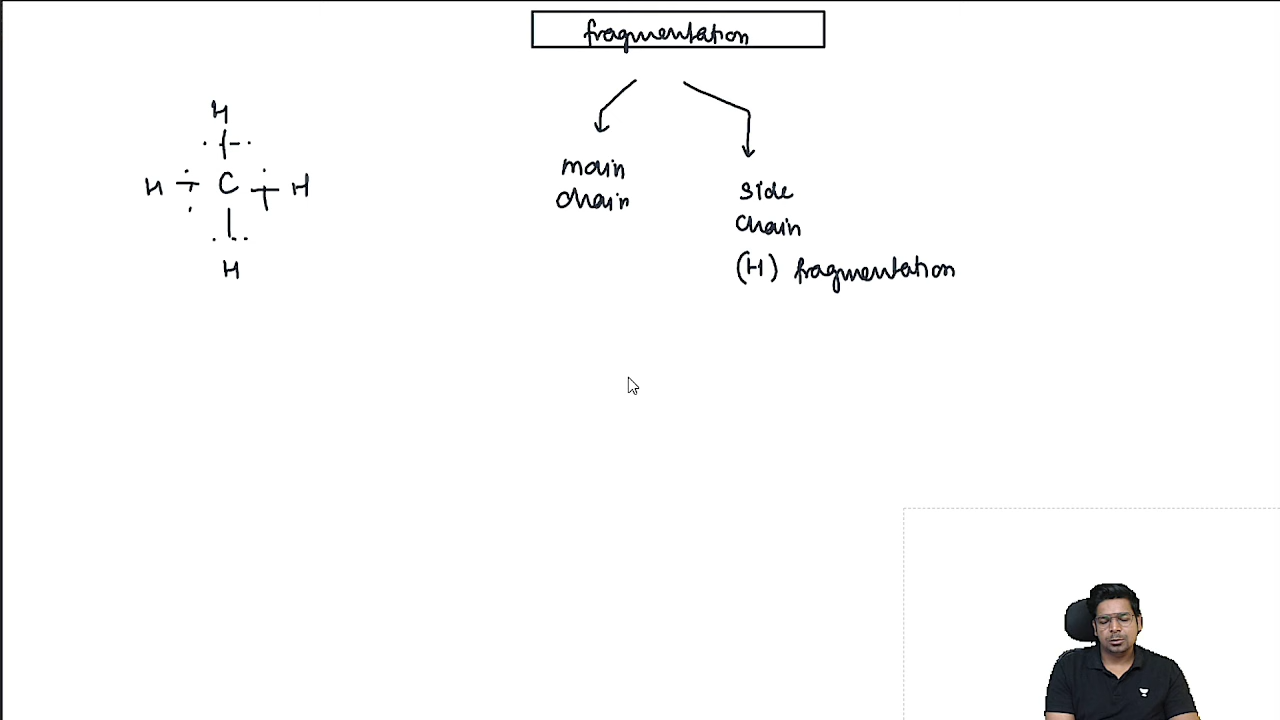 fragmentation
H
H C H
H
main
chain
side
chain
(H) fragmentation